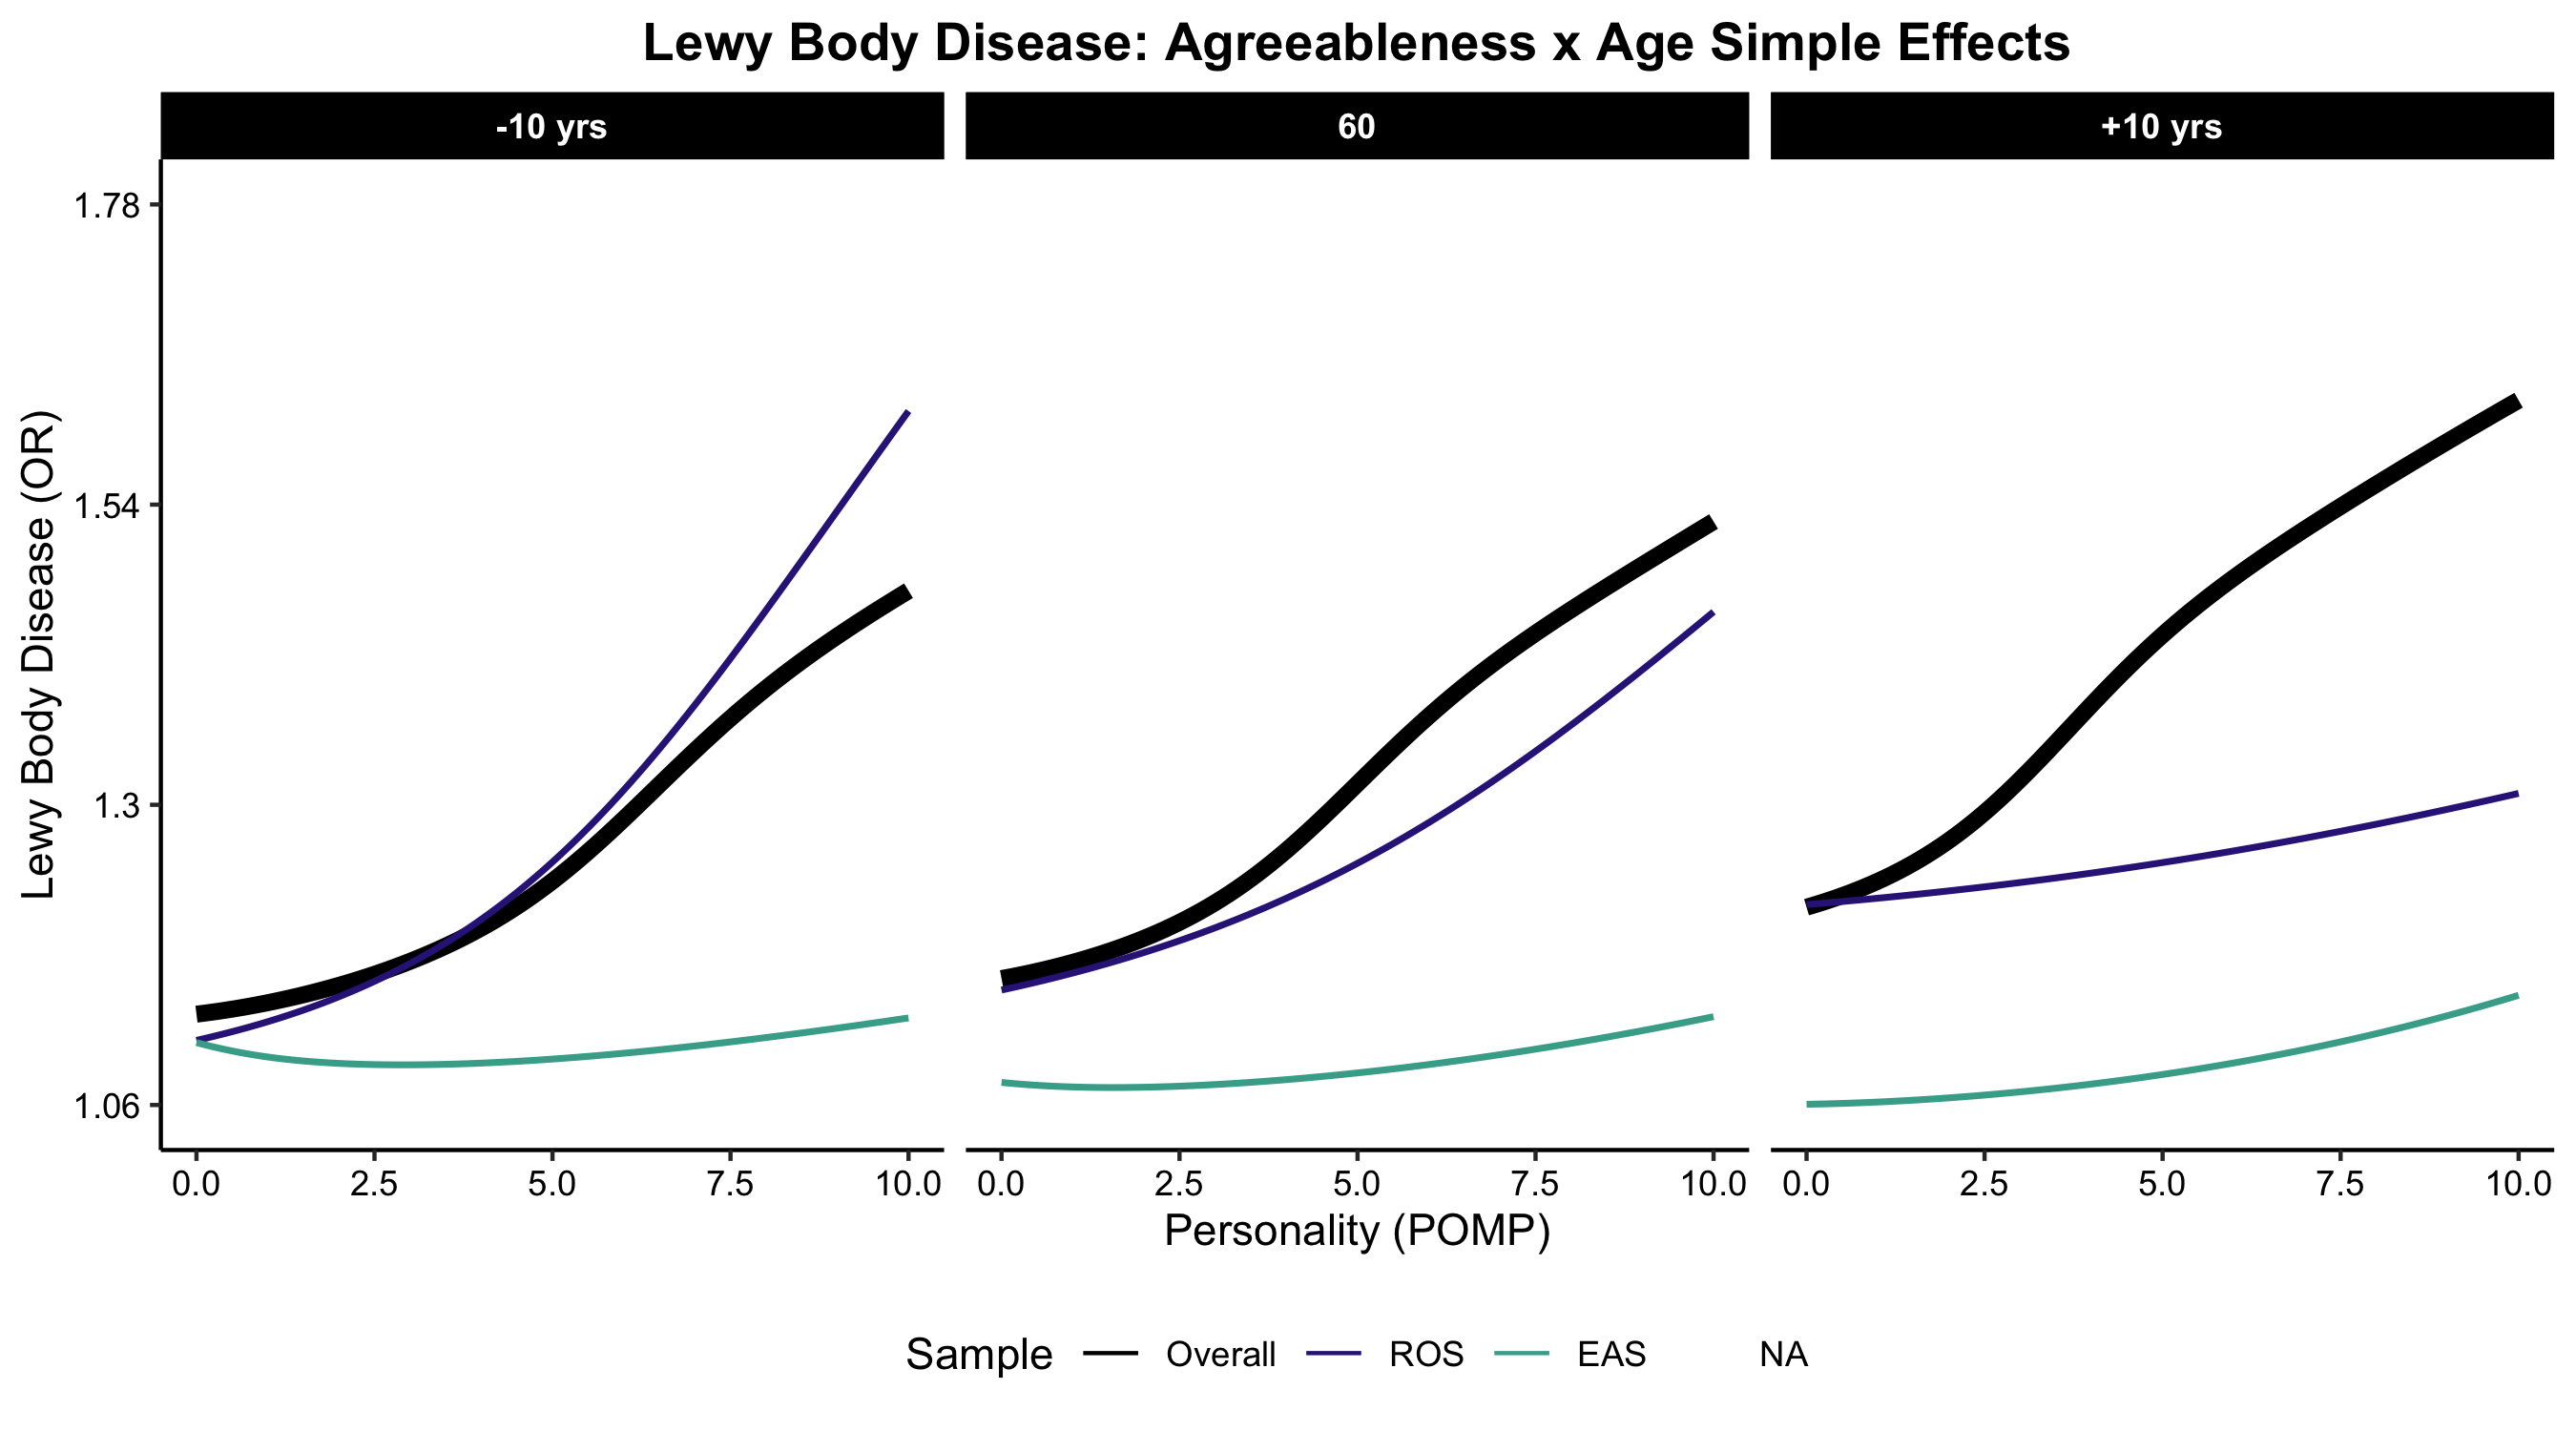 Lewy Body Disease: Agreeableness x Age Simple Effects
-10 yrs 60 +10 yrs
Lewy Body Disease (OR)
1.78
1.54
1.3
1.06
0.0 2.5 5.0 7.5 10.0 0.0 2.5 5.0 7.5 10.0 0.0 2.5 5.0 7.5 10.0
Personality (POMP)
Sample Overall ROS EAS NA